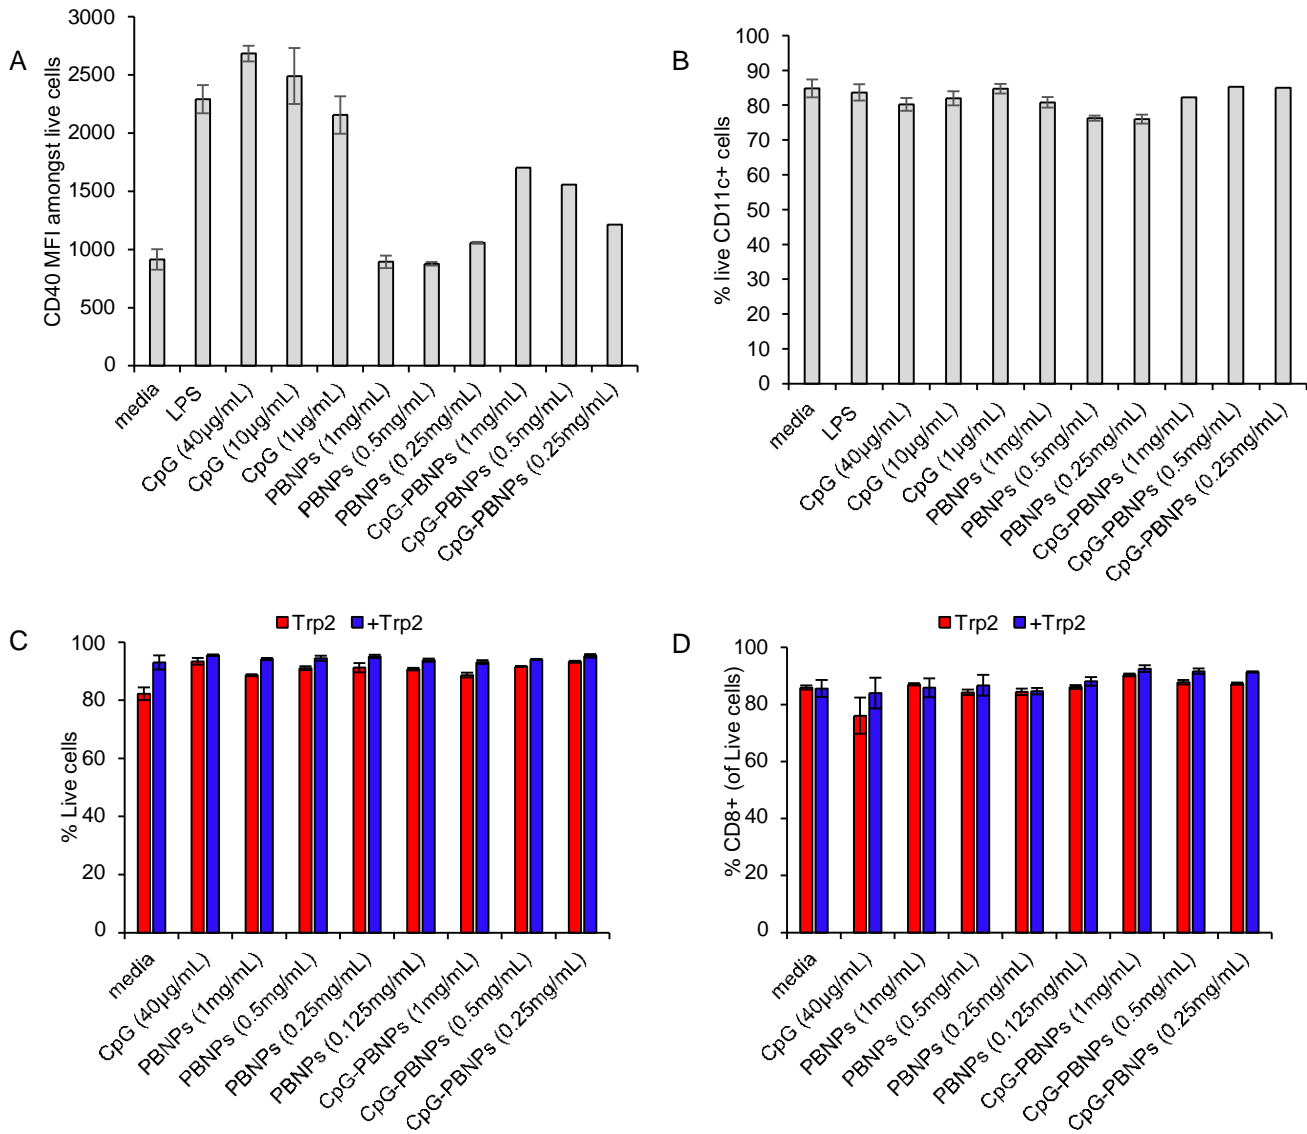 A
CD40 MFI amongst live cells
3000
2500
2000
1500
1000
500
0
media
LPS
CpG (40µg/mL)
CpG (10µg/mL)
CpG (1µg/mL)
PBNPs (1mg/mL)
PBNPs (0.5mg/mL)
PBNPs (0.25mg/mL)
CpG-PBNPs (1mg/mL)
CpG-PBNPs (0.5mg/mL)
CpG-PBNPs (0.25mg/mL)
B
% live CD11c+ cells
100
90
80
70
60
50
40
30
20
10
0
media
LPS
CpG (40µg/mL)
CpG (10µg/mL)
CpG (1µg/mL)
PBNPs (1mg/mL)
PBNPs (0.5mg/mL)
PBNPs (0.25mg/mL)
CpG-PBNPs (1mg/mL)
CpG-PBNPs (0.5mg/mL)
CpG-PBNPs (0.25mg/mL)
C
Trp2 +Trp2
% Live cells
100
80
60
40
20
0
media
CpG (40µg/mL)
PBNPs (1mg/mL)
PBNPs (0.5mg/mL)
PBNPs (0.25mg/mL)
PBNPs (0.125mg/mL)
CpG-PBNPs (1mg/mL)
CpG-PBNPs (0.5mg/mL)
CpG-PBNPs (0.25mg/mL)
D
Trp2 +Trp2
% CD8+ (of Live cells)
100
80
60
40
20
0
media
CpG (40µg/mL)
PBNPs (1mg/mL)
PBNPs (0.5mg/mL)
PBNPs (0.25mg/mL)
PBNPs (0.125mg/mL)
CpG-PBNPs (1mg/mL)
CpG-PBNPs (0.5mg/mL)
CpG-PBNPs (0.25mg/mL)